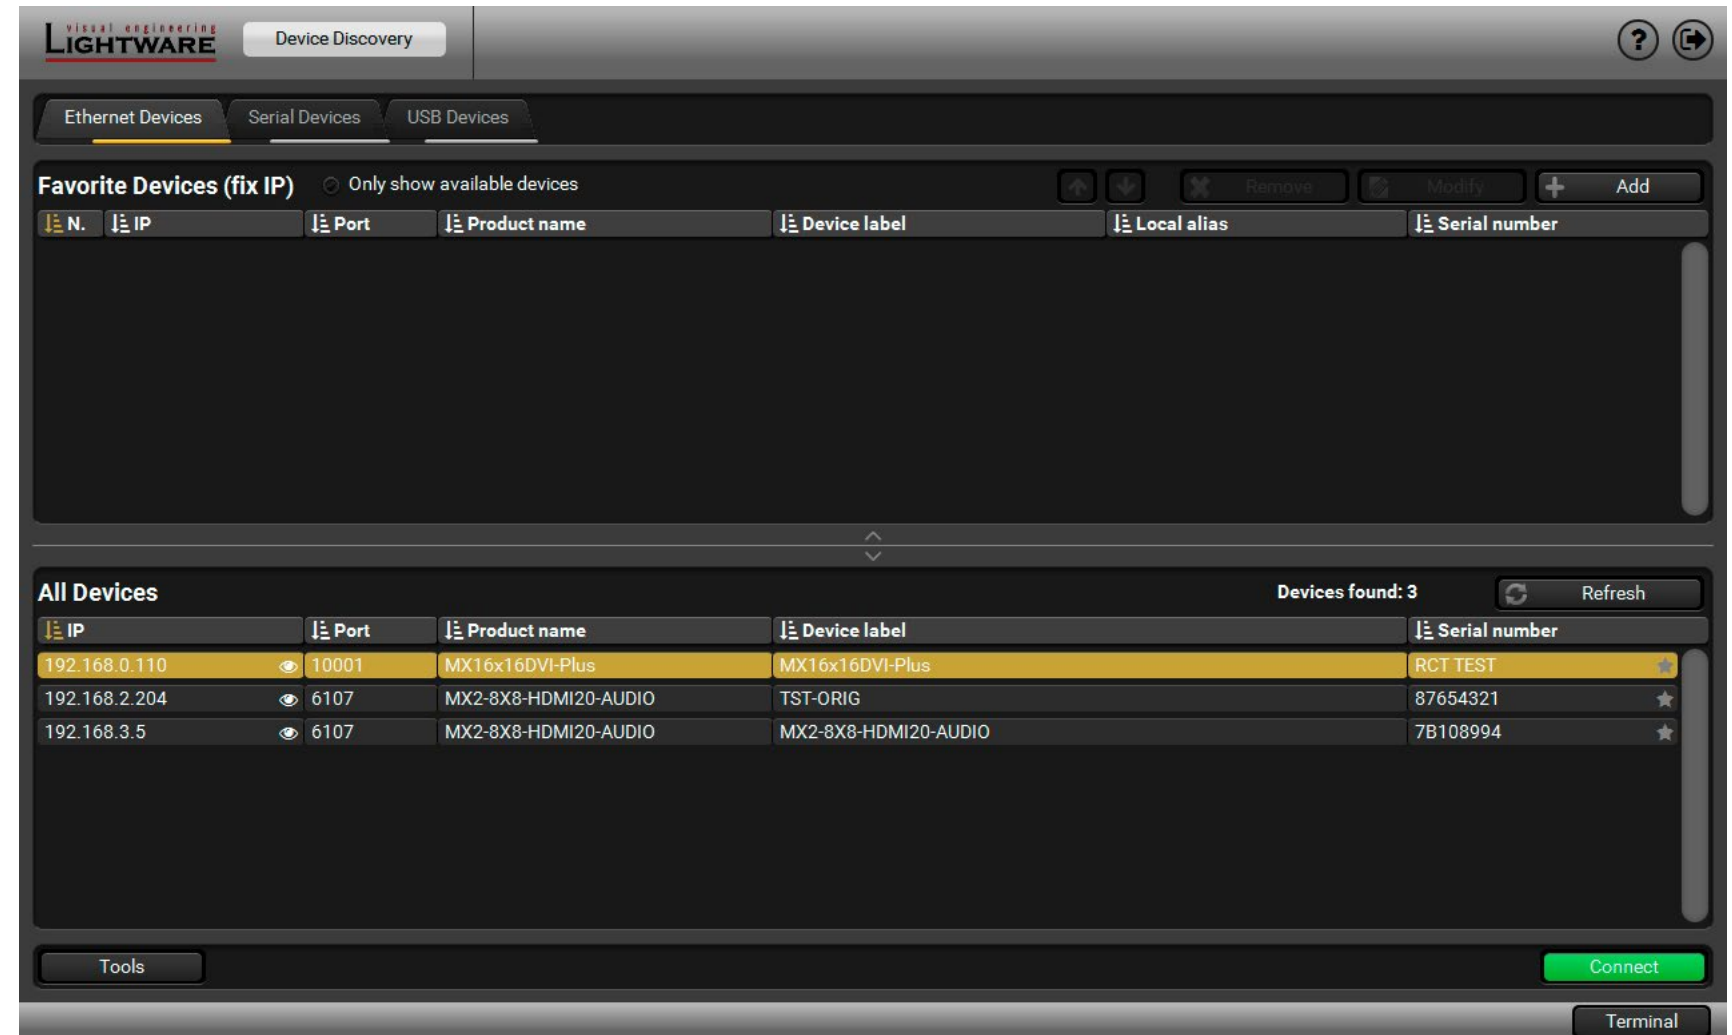 visual engineering
LIGHTWARE
Device Discovery
?
Ethernet Devices Serial Devices USB Devices
Favorite Devices (fix IP) Only show available devices Remove Modify Add
N. IP Port Product name Device label Local alias Serial number
All Devices Devices found: 3 Refresh
IP Port Product name Device label Serial number
192.168.0.110 10001 MX16x16DVI-Plus MX16x16DVI-Plus RCT TEST
192.168.2.204 6107 MX2-8X8-HDMI20-AUDIO TST-ORIG 87654321
192.168.3.5 6107 MX2-8X8-HDMI20-AUDIO MX2-8X8-HDMI20-AUDIO 7B108994
Tools Connect
Terminal